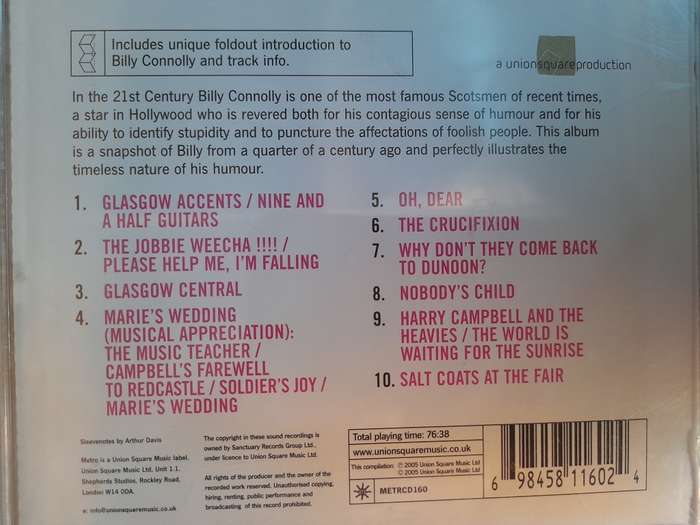 Includes unique foldout introduction to
Billy Connolly and track info.
a unionsquareproduction
In the 21st Century Billy Connolly is one of the most famous Scotsmen of recent times,
a star in Hollywood who is revered both for his contagious sense of humour and for his
ability to identify stupidity and to puncture the affectations of foolish people. This album
is a snapshot of Billy from a quarter of a century ago and perfectly illustrates the
timeless nature of his humour.
1. GLASGOW ACCENTS / NINE AND
A HALF GUITARS
2. THE JOBBIE WEECHA !!!! /
PLEASE HELP ME, I'M FALLING
3. GLASGOW CENTRAL
4. MARIE'S WEDDING
(MUSICAL APPRECIATION):
THE MUSIC TEACHER /
CAMPBELL'S FAREWELL
TO REDCASTLE / SOLDIER'S JOY /
MARIE'S WEDDING
5. OH, DEAR
6. THE CRUCIFIXION
7. WHY DON'T THEY COME BACK
TO DUNOON?
8. NOBODY'S CHILD
9. HARRY CAMPBELL AND THE
HEAVIES / THE WORLD IS
WAITING FOR THE SUNRISE
10. SALT COATS AT THE FAIR
Sleevenotes by Arthur Davis
Metro is a Union Square Music label.
Union Square Music Ltd. Unit 1.1,
Shepherds Studios, Rockley Road,
London W14 0DA
e: info@unionsquaremusic.co.uk
The copyright in these sound recordings is
owned by Sanctuary Records Group Ltd.,
under licence to Union Square Music Ltd.
All rights of the producer and the owner of the
recorded work reserved. Unauthorised copying,
hiring, renting, public performance and
broadcasting of this record prohibited.
Total playing time: 76:38
www.unionsquaremusic.co.uk
This compilation: ℗ 2005 Union Square Music Ltd
© 2005 Union Square Music Ltd
METRCD160
6 98458 11602 4